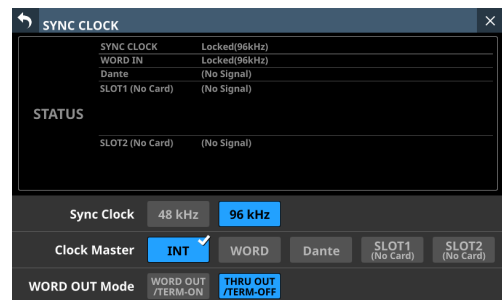 SYNC CLOCK
SYNC CLOCK Locked(96kHz)
WORD IN Locked(96kHz)
Dante (No Signal)
SLOT1 (No Card) (No Signal)
STATUS
SLOT2 (No Card) (No Signal)
Sync Clock 48 kHz 96 kHz
Clock Master INT WORD Dante SLOT1 (No Card) SLOT2 (No Card)
WORD OUT Mode WORD OUT /TERM-ON THRU OUT /TERM-OFF